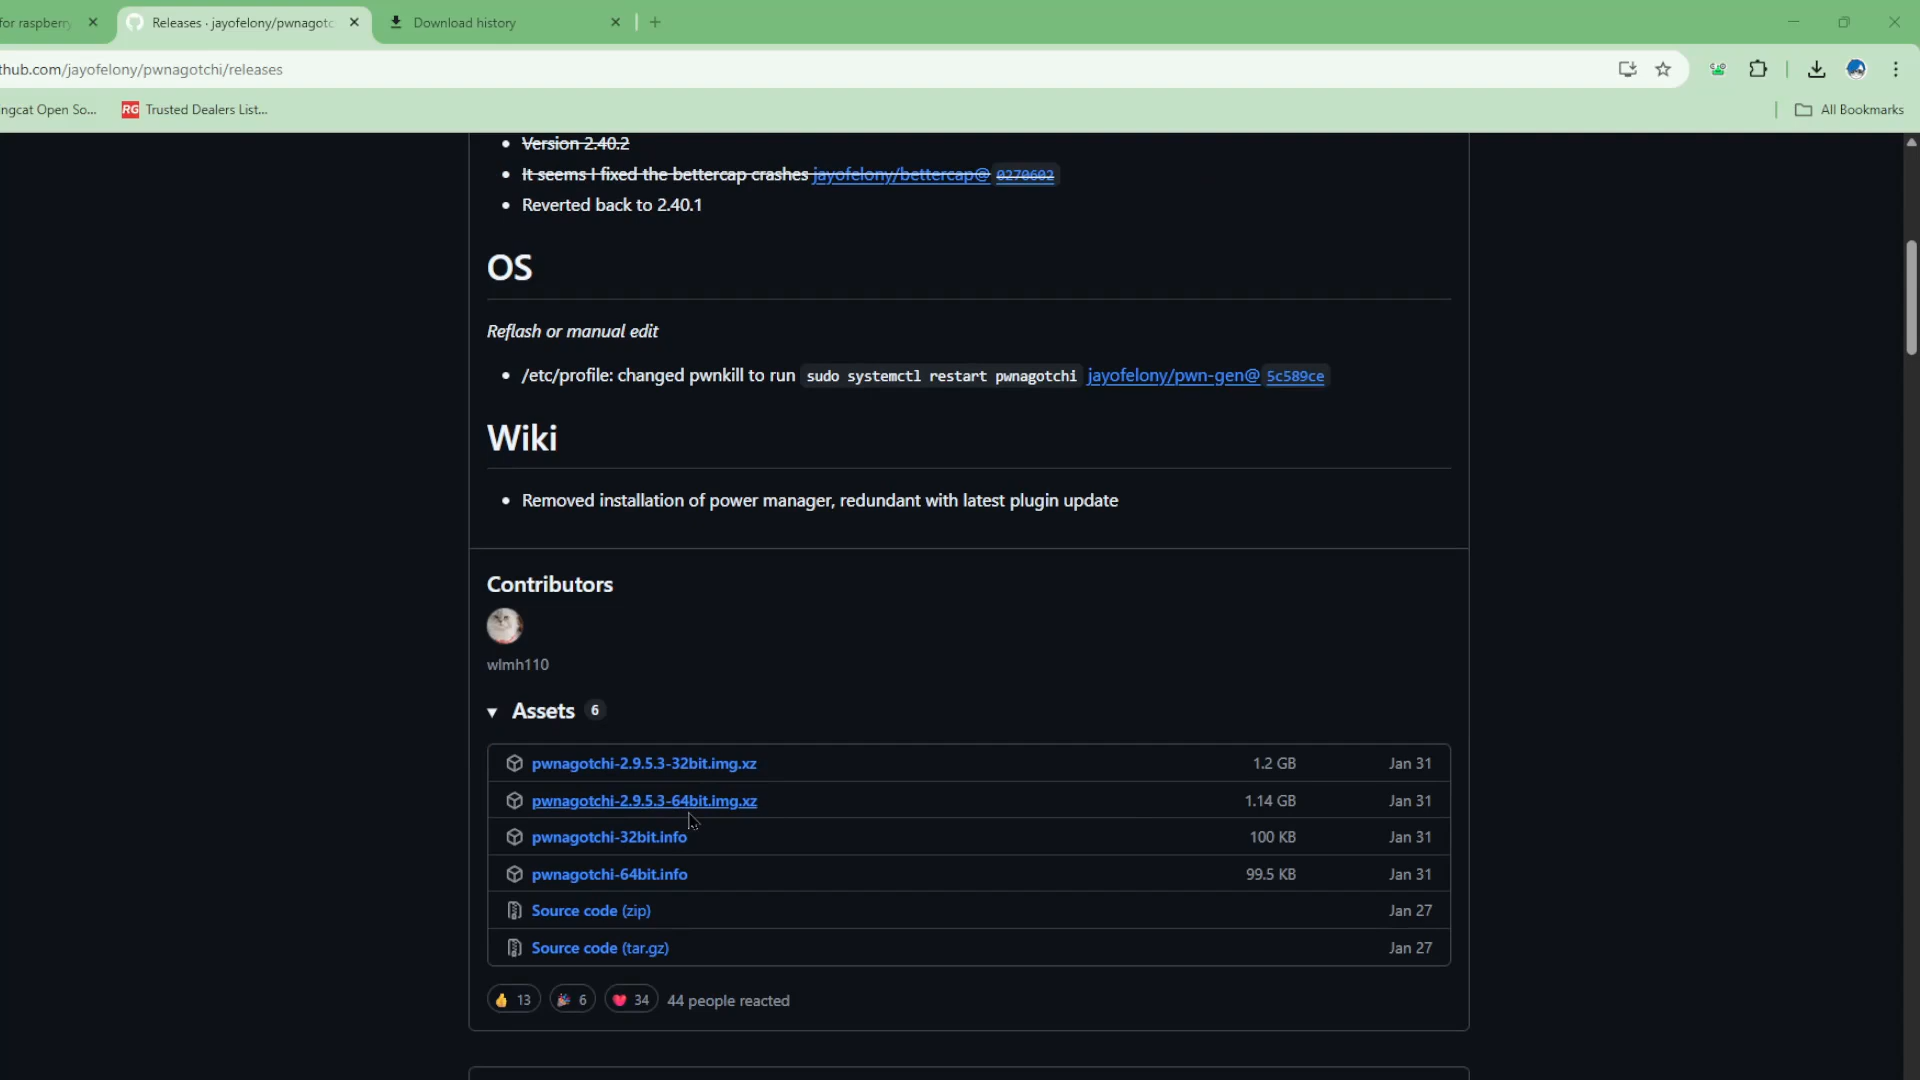 for raspberry
Releases · jayofelony/pwnagotc
Download history
thub.com/jayofelony/pwnagotchi/releases
ingcat Open So...
RG Trusted Dealers List...
All Bookmarks
Version 2.40.2
It seems I fixed the bettercap crashes jayofelony/bettercap@ 0270602
Reverted back to 2.40.1
OS
Reflash or manual edit
/etc/profile: changed pwnkill to run sudo systemctl restart pwnagotchi jayofelony/pwn-gen@ 5c589ce
Wiki
Removed installation of power manager, redundant with latest plugin update
Contributors
wlmh110
Assets 6
pwnagotchi-2.9.5.3-32bit.img.xz 1.2 GB Jan 31
pwnagotchi-2.9.5.3-64bit.img.xz 1.14 GB Jan 31
pwnagotchi-32bit.info 100 KB Jan 31
pwnagotchi-64bit.info 99.5 KB Jan 31
Source code (zip) Jan 27
Source code (tar.gz) Jan 27
13 6 34 44 people reacted